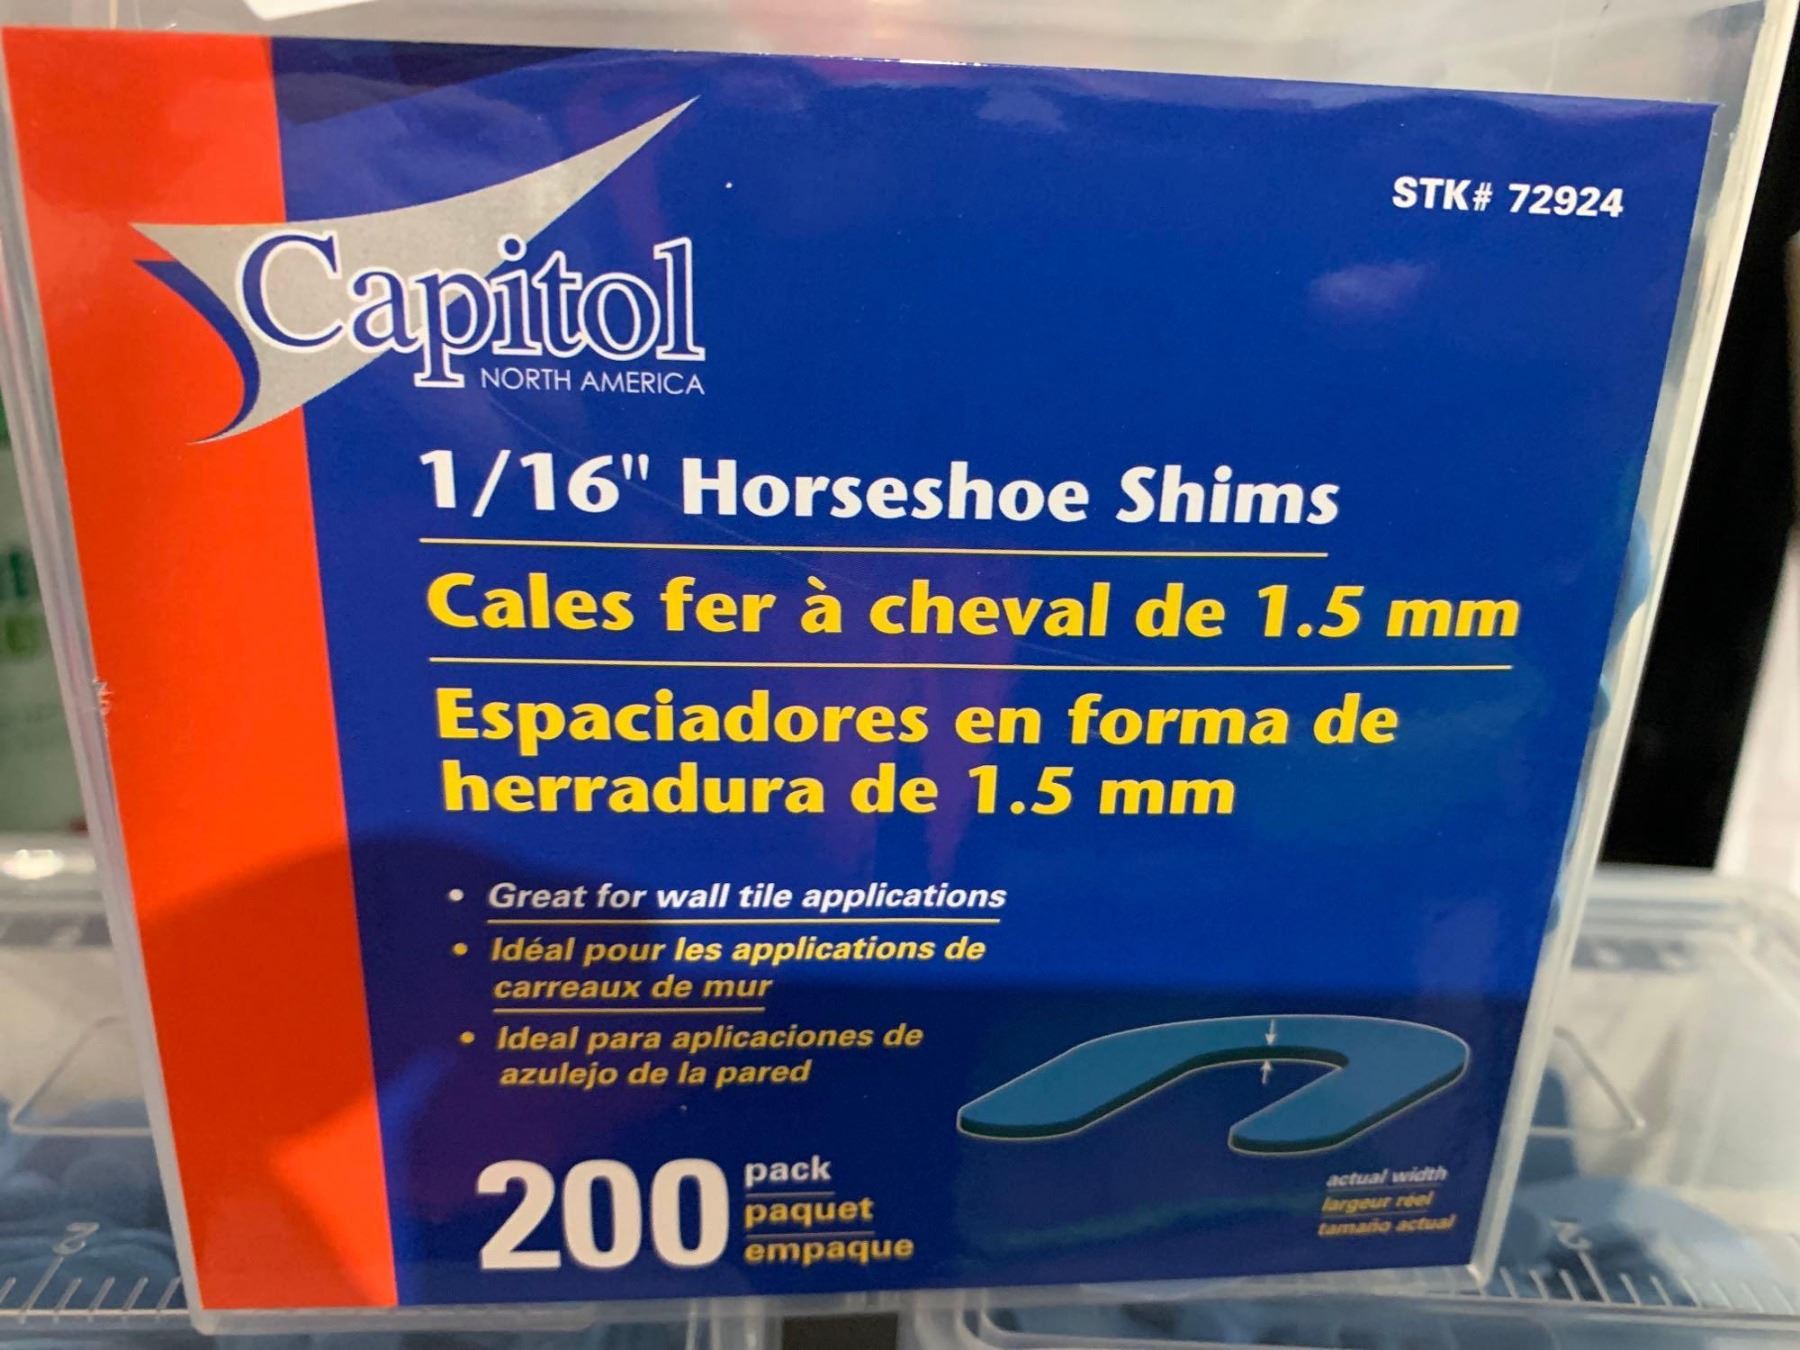 Capitol
NORTH AMERICA
STK# 72924
1/16" Horseshoe Shims
Cales fer à cheval de 1.5 mm
Espaciadores en forma de
herradura de 1.5 mm
• Great for wall tile applications
• Idéal pour les applications de
carreaux de mur
• Ideal para aplicaciones de
azulejo de la pared
200
pack
paquet
empaque
actual width
largeur réel
tamaño actual
2
2